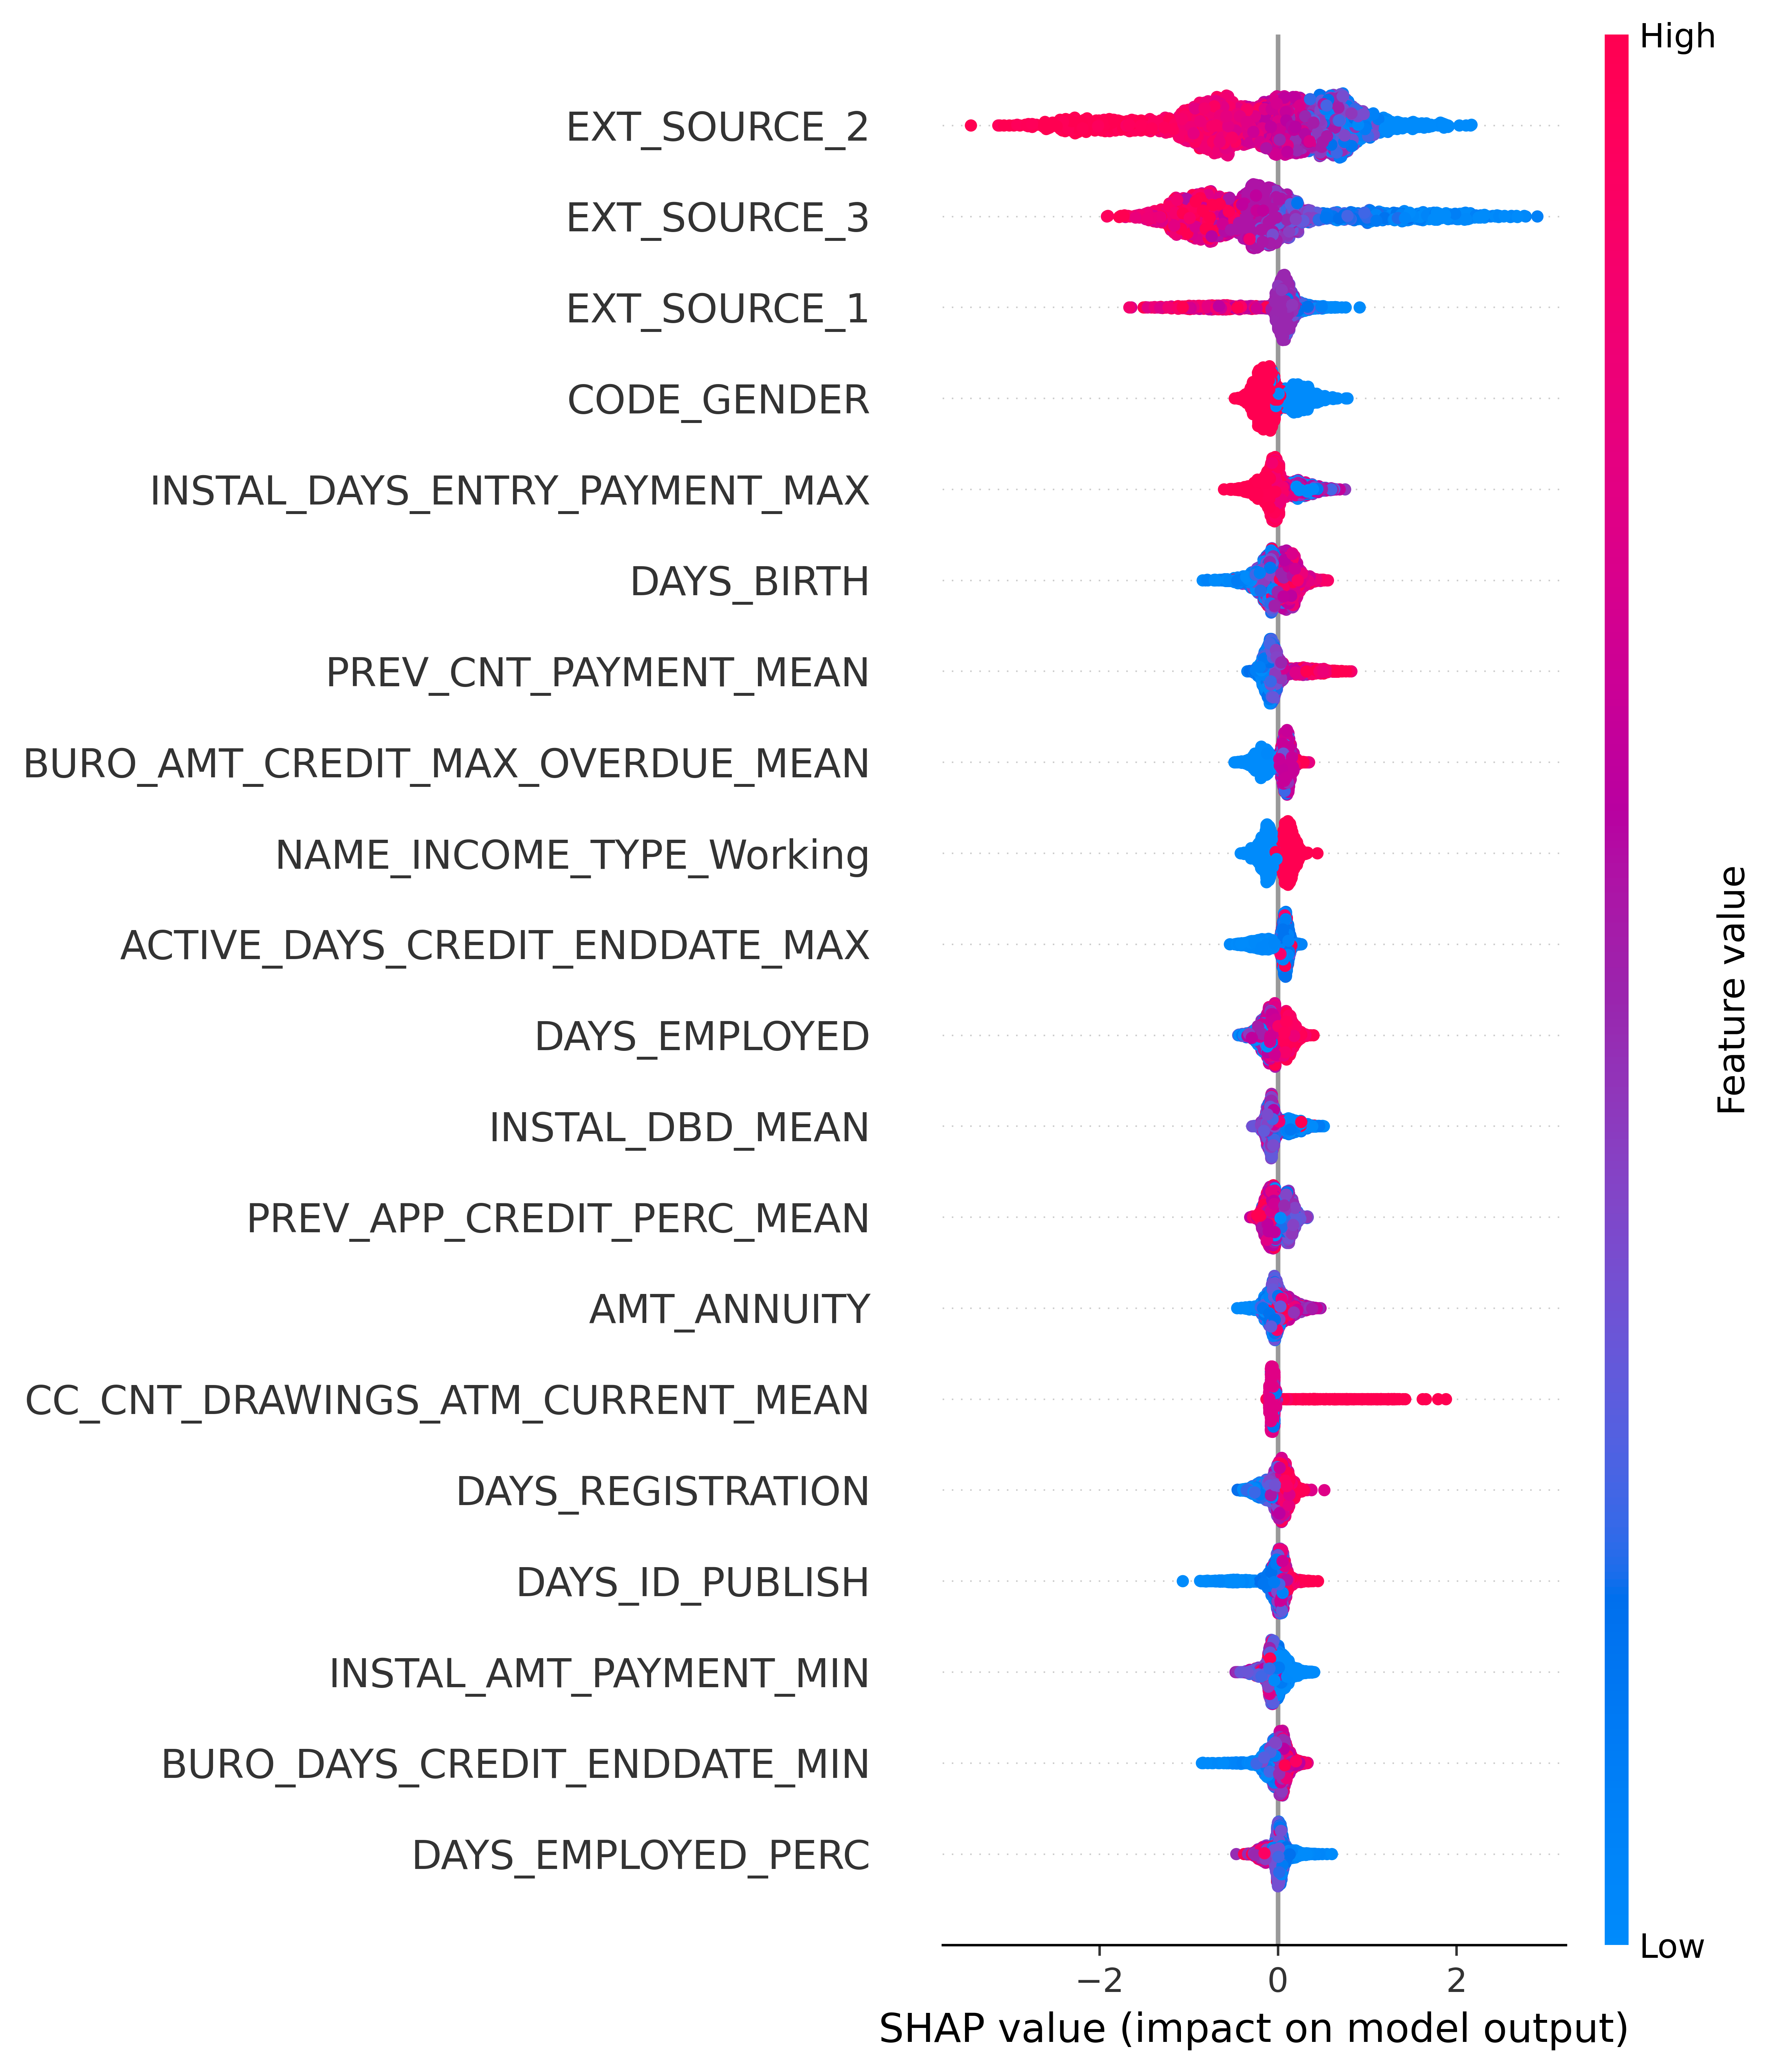 High
EXT_SOURCE_2
EXT_SOURCE_3
EXT_SOURCE_1
CODE_GENDER
INSTAL_DAYS_ENTRY_PAYMENT_MAX
DAYS_BIRTH
PREV_CNT_PAYMENT_MEAN
BURO_AMT_CREDIT_MAX_OVERDUE_MEAN
NAME_INCOME_TYPE_Working
ACTIVE_DAYS_CREDIT_ENDDATE_MAX
DAYS_EMPLOYED
INSTAL_DBD_MEAN
PREV_APP_CREDIT_PERC_MEAN
AMT_ANNUITY
CC_CNT_DRAWINGS_ATM_CURRENT_MEAN
DAYS_REGISTRATION
DAYS_ID_PUBLISH
INSTAL_AMT_PAYMENT_MIN
BURO_DAYS_CREDIT_ENDDATE_MIN
DAYS_EMPLOYED_PERC
Feature value
Low
−2 0 2
SHAP value (impact on model output)